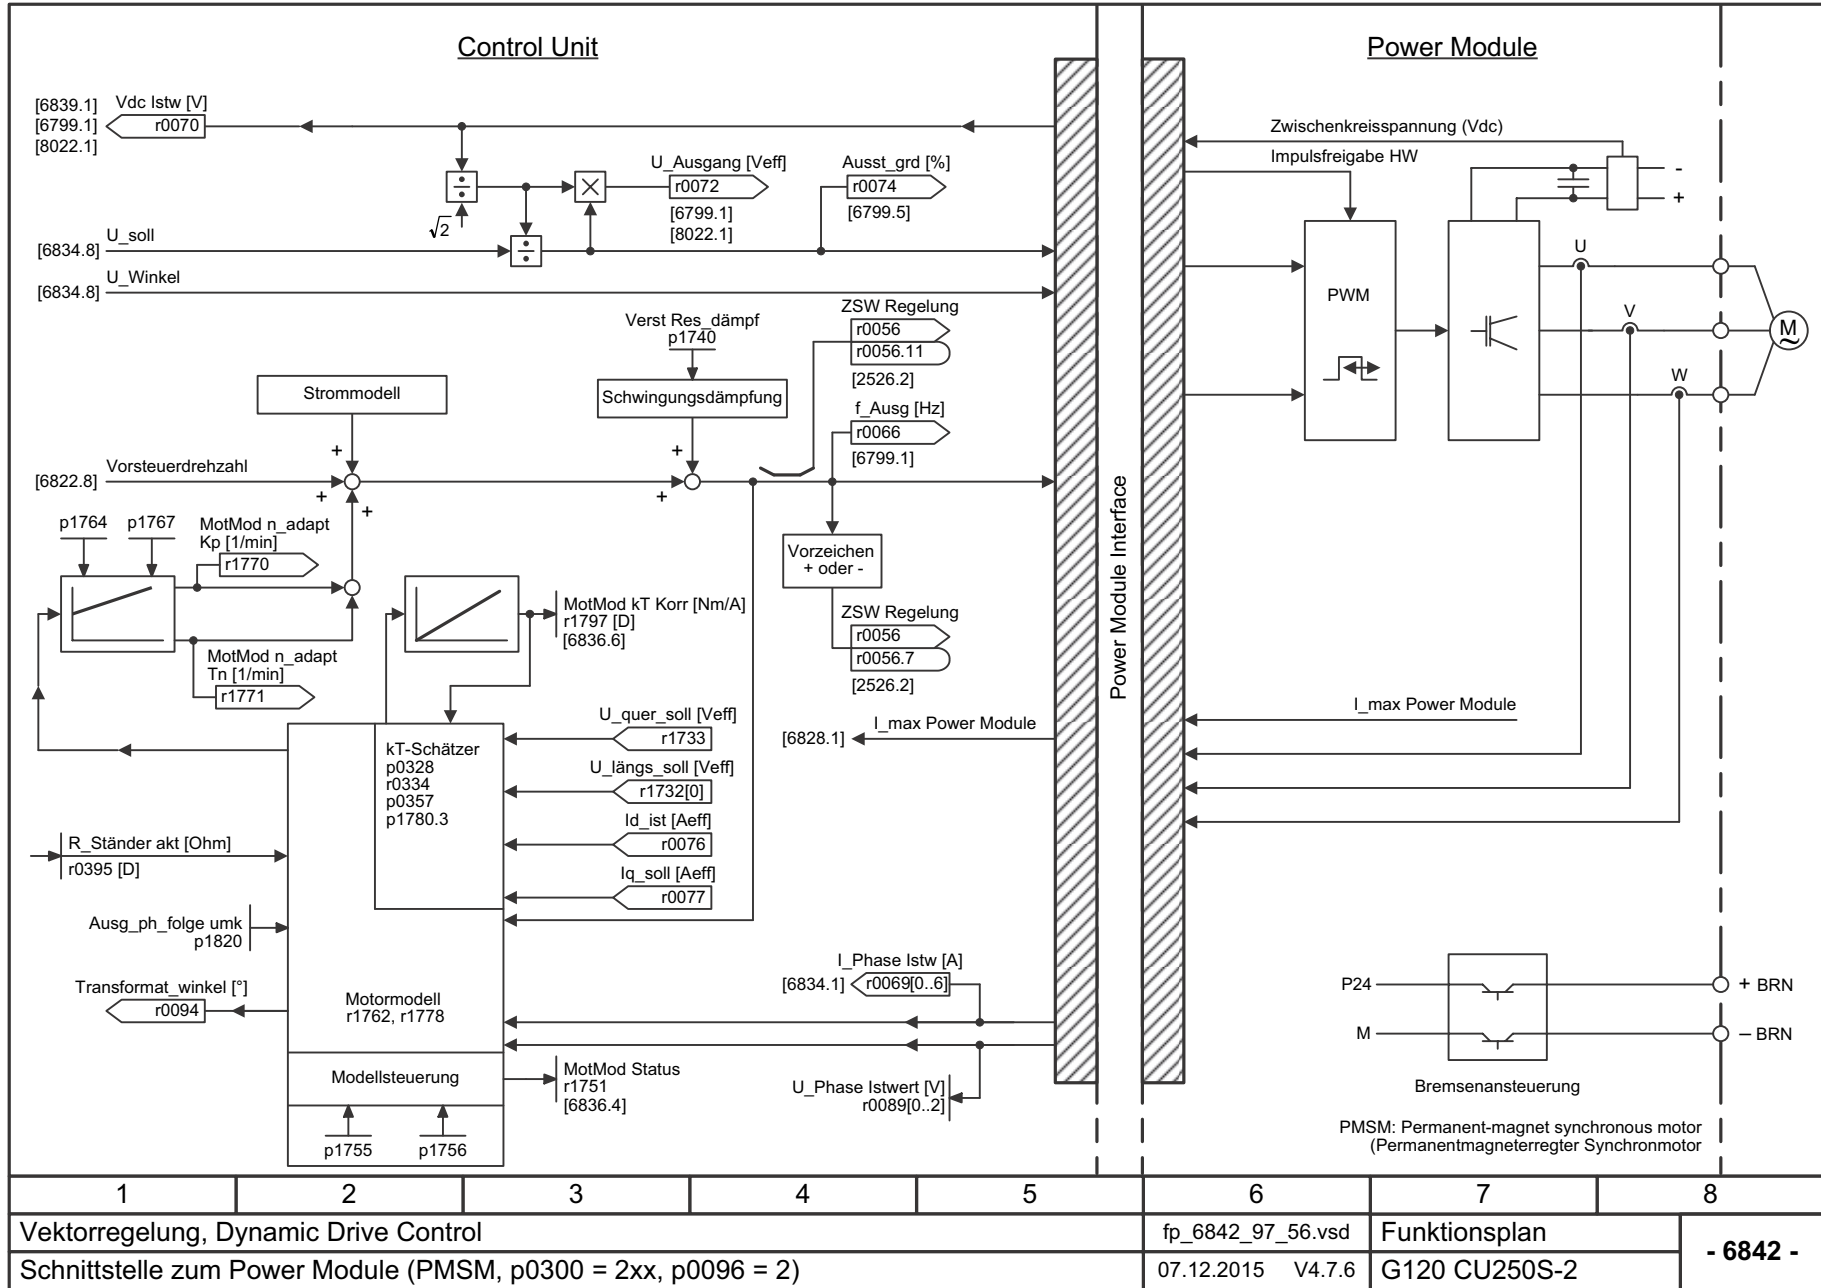 Control Unit
Power Module
[6839.1]
[6799.1]
[8022.1]
Vdc Istw [V]
r0070
U_Ausgang [Veff]
r0072
[6799.1]
[8022.1]
Ausst_grd [%]
r0074
[6799.5]
÷
×
√2
÷
[6834.8]
U_soll
[6834.8]
U_Winkel
Zwischenkreisspannung (Vdc)
Impulsfreigabe HW
-
+
PWM
U
V
W
M
~
Verst Res_dämpf
p1740
Schwingungsdämpfung
ZSW Regelung
r0056
r0056.11
[2526.2]
f_Ausg [Hz]
r0066
[6799.1]
Strommodell
+
+
+
+
+
[6822.8]
Vorsteuerdrehzahl
p1764
p1767
MotMod n_adapt
Kp [1/min]
r1770
MotMod n_adapt
Tn [1/min]
r1771
MotMod kT Korr [Nm/A]
r1797 [D]
[6836.6]
Vorzeichen
+ oder -
ZSW Regelung
r0056
r0056.7
[2526.2]
Power Module Interface
[6828.1]
I_max Power Module
I_max Power Module
kT-Schätzer
p0328
r0334
p0357
p1780.3
U_quer_soll [Veff]
r1733
U_längs_soll [Veff]
r1732[0]
Id_ist [Aeff]
r0076
Iq_soll [Aeff]
r0077
R_Ständer akt [Ohm]
r0395 [D]
Ausg_ph_folge umk
p1820
Transformat_winkel [°]
r0094
Motormodell
r1762, r1778
I_Phase Istw [A]
[6834.1]
r0069[0..6]
U_Phase Istwert [V]
r0089[0..2]
Modellsteuerung
MotMod Status
r1751
[6836.4]
p1755
p1756
P24
M
+ BRN
– BRN
Bremsenansteuerung
PMSM: Permanent-magnet synchronous motor
(Permanentmagneterregter Synchronmotor
1
2
3
4
5
6
7
8
Vektorregelung, Dynamic Drive Control
fp_6842_97_56.vsd
Funktionsplan
- 6842 -
Schnittstelle zum Power Module (PMSM, p0300 = 2xx, p0096 = 2)
07.12.2015 V4.7.6
G120 CU250S-2